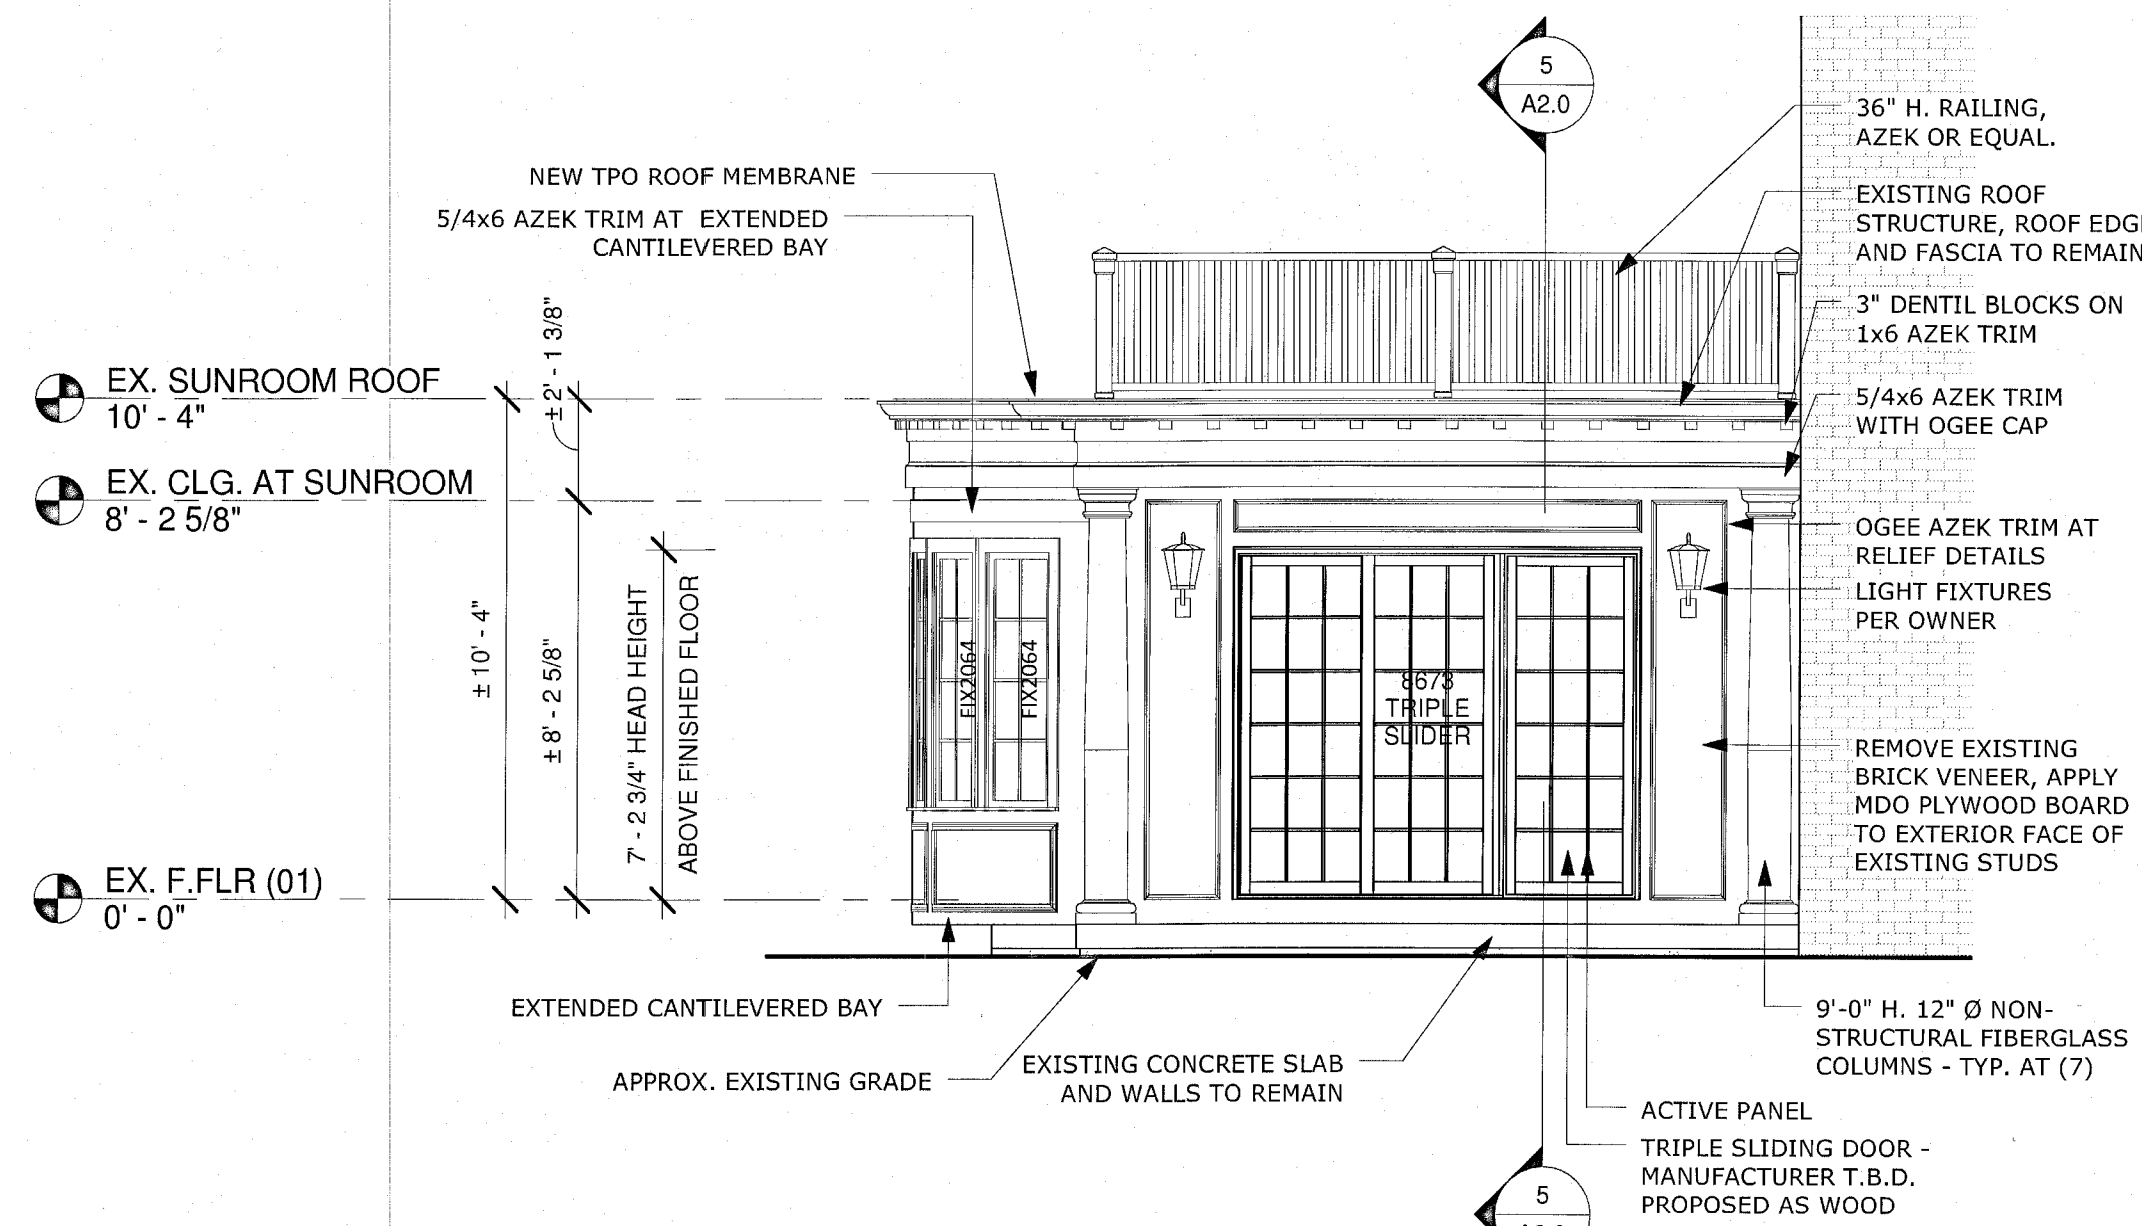 5
A2.0
36" H. RAILING,
AZEK OR EQUAL.
NEW TPO ROOF MEMBRANE
5/4x6 AZEK TRIM AT EXTENDED
CANTILEVERED BAY
EXISTING ROOF
STRUCTURE, ROOF EDG
AND FASCIA TO REMAIN
3" DENTIL BLOCKS ON
1x6 AZEK TRIM
± 2' - 1 3/8"
EX. SUNROOM ROOF
10' - 4"
5/4x6 AZEK TRIM
WITH OGEE CAP
EX. CLG. AT SUNROOM
8' - 2 5/8"
OGEE AZEK TRIM AT
RELIEF DETAILS
LIGHT FIXTURES
PER OWNER
± 10' - 4"
± 8' - 2 5/8"
7' - 2 3/4" HEAD HEIGHT
ABOVE FINISHED FLOOR
FIX2064
FIX2064
8673
TRIPLE
SLIDER
REMOVE EXISTING
BRICK VENEER, APPLY
MDO PLYWOOD BOARD
TO EXTERIOR FACE OF
EXISTING STUDS
EX. F.FLR (01)
0' - 0"
EXTENDED CANTILEVERED BAY
9'-0" H. 12" Ø NON-
STRUCTURAL FIBERGLASS
COLUMNS - TYP. AT (7)
APPROX. EXISTING GRADE
EXISTING CONCRETE SLAB
AND WALLS TO REMAIN
ACTIVE PANEL
TRIPLE SLIDING DOOR -
MANUFACTURER T.B.D.
PROPOSED AS WOOD
5